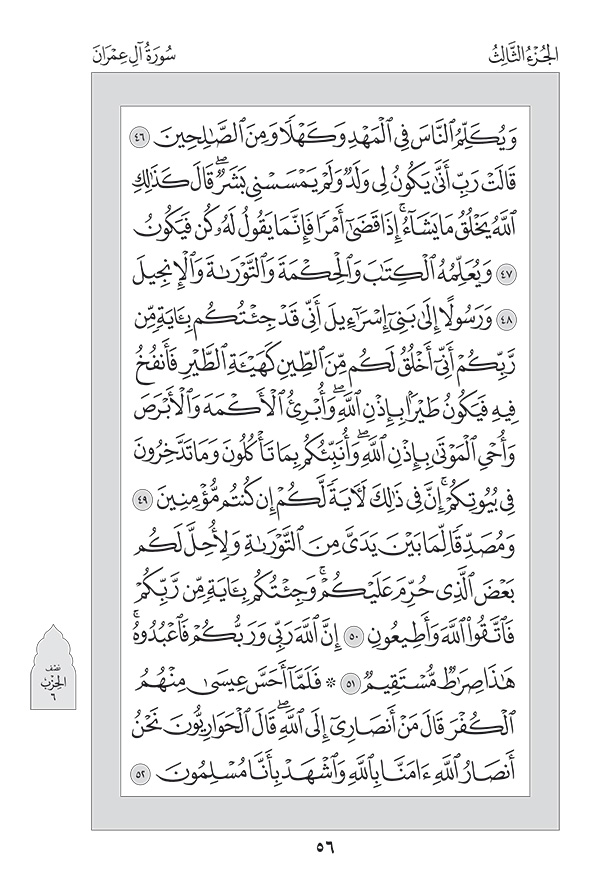 الجُزْءُ الثَّالِثُ
سُورَةُ آلِ عِمْرَانَ
وَيُكَلِّمُ ٱلنَّاسَ فِي ٱلْمَهْدِ وَكَهْلًا وَمِنَ ٱلصَّٰلِحِينَ ٤٦
قَالَتْ رَبِّ أَنَّىٰ يَكُونُ لِي وَلَدٌ وَلَمْ يَمْسَسْنِي بَشَرٌۖ قَالَ كَذَٰلِكِ
ٱللَّهُ يَخْلُقُ مَا يَشَآءُۚ إِذَا قَضَىٰٓ أَمْرًا فَإِنَّمَا يَقُولُ لَهُۥ كُن فَيَكُونُ
٤٧ وَيُعَلِّمُهُ ٱلْكِتَٰبَ وَٱلْحِكْمَةَ وَٱلتَّوْرَىٰةَ وَٱلْإِنجِيلَ
٤٨ وَرَسُولًا إِلَىٰ بَنِيٓ إِسْرَٰٓءِيلَ أَنِّي قَدْ جِئْتُكُم بِـَٔايَةٍ مِّن
رَّبِّكُمْ أَنِّيٓ أَخْلُقُ لَكُم مِّنَ ٱلطِّينِ كَهَيْـَٔةِ ٱلطَّيْرِ فَأَنفُخُ
فِيهِ فَيَكُونُ طَيْرًۢا بِإِذْنِ ٱللَّهِۖ وَأُبْرِئُ ٱلْأَكْمَهَ وَٱلْأَبْرَصَ
وَأُحْيِ ٱلْمَوْتَىٰ بِإِذْنِ ٱللَّهِۖ وَأُنَبِّئُكُم بِمَا تَأْكُلُونَ وَمَا تَدَّخِرُونَ
فِي بُيُوتِكُمْۚ إِنَّ فِي ذَٰلِكَ لَأٓيَةً لَّكُمْ إِن كُنتُم مُّؤْمِنِينَ ٤٩
وَمُصَدِّقًا لِّمَا بَيْنَ يَدَيَّ مِنَ ٱلتَّوْرَىٰةِ وَلِأُحِلَّ لَكُم
بَعْضَ ٱلَّذِي حُرِّمَ عَلَيْكُمْۚ وَجِئْتُكُم بِـَٔايَةٍ مِّن رَّبِّكُمْ
فَٱتَّقُوا۟ ٱللَّهَ وَأَطِيعُونِ ٥٠ إِنَّ ٱللَّهَ رَبِّي وَرَبُّكُمْ فَٱعْبُدُوهُۚ
هَٰذَا صِرَٰطٌ مُّسْتَقِيمٌ ٥١ * فَلَمَّآ أَحَسَّ عِيسَىٰ مِنْهُمُ
ٱلْكُفْرَ قَالَ مَنْ أَنصَارِيٓ إِلَى ٱللَّهِۖ قَالَ ٱلْحَوَارِيُّونَ نَحْنُ
أَنصَارُ ٱللَّهِ ءَامَنَّا بِٱللَّهِ وَٱشْهَدْ بِأَنَّا مُسْلِمُونَ ٥٢
نِصْف
الحِزْب
٦
٥٦